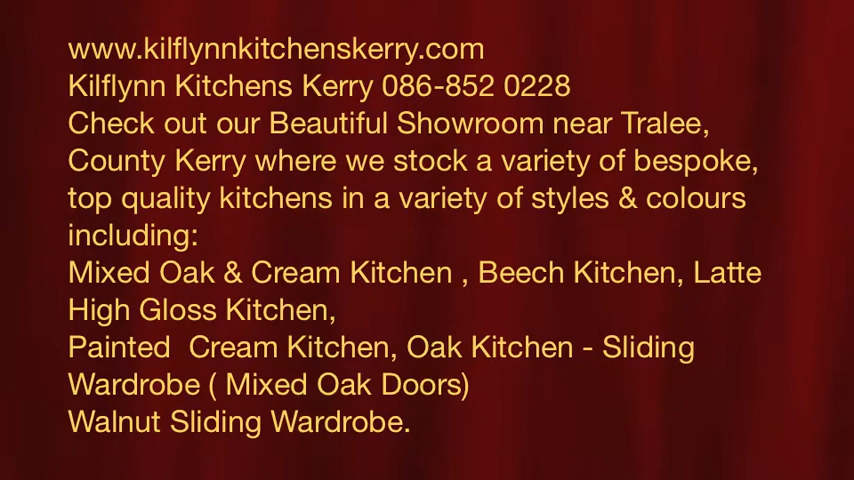 www.kilflynnkitchenskerry.com
Kilflynn Kitchens Kerry 086-852 0228
Check out our Beautiful Showroom near Tralee,
County Kerry where we stock a variety of bespoke,
top quality kitchens in a variety of styles & colours
including:
Mixed Oak & Cream Kitchen , Beech Kitchen, Latte
High Gloss Kitchen,
Painted  Cream Kitchen, Oak Kitchen - Sliding
Wardrobe ( Mixed Oak Doors)
Walnut Sliding Wardrobe.